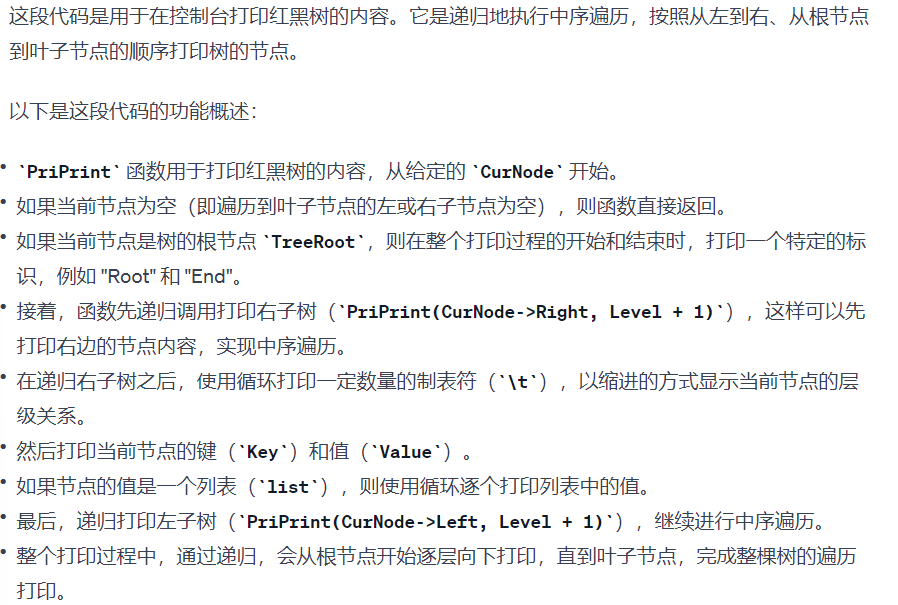 这段代码是用于在控制台打印红黑树的内容。它是递归地执行中序遍历，按照从左到右、从根节点
到叶子节点的顺序打印树的节点。
以下是这段代码的功能概述：
• `PriPrint` 函数用于打印红黑树的内容，从给定的 `CurNode` 开始。
• 如果当前节点为空（即遍历到叶子节点的左或右子节点为空），则函数直接返回。
• 如果当前节点是树的根节点 `TreeRoot`，则在整个打印过程的开始和结束时，打印一个特定的标
识，例如 "Root" 和 "End"。
• 接着，函数先递归调用打印右子树（`PriPrint(CurNode->Right, Level + 1)`），这样可以先
打印右边的节点内容，实现中序遍历。
• 在递归右子树之后，使用循环打印一定数量的制表符（`\t`），以缩进的方式显示当前节点的层
级关系。
• 然后打印当前节点的键（`Key`）和值（`Value`）。
• 如果节点的值是一个列表（`list`），则使用循环逐个打印列表中的值。
• 最后，递归打印左子树（`PriPrint(CurNode->Left, Level + 1)`），继续进行中序遍历。
• 整个打印过程中，通过递归，会从根节点开始逐层向下打印，直到叶子节点，完成整棵树的遍历
打印。